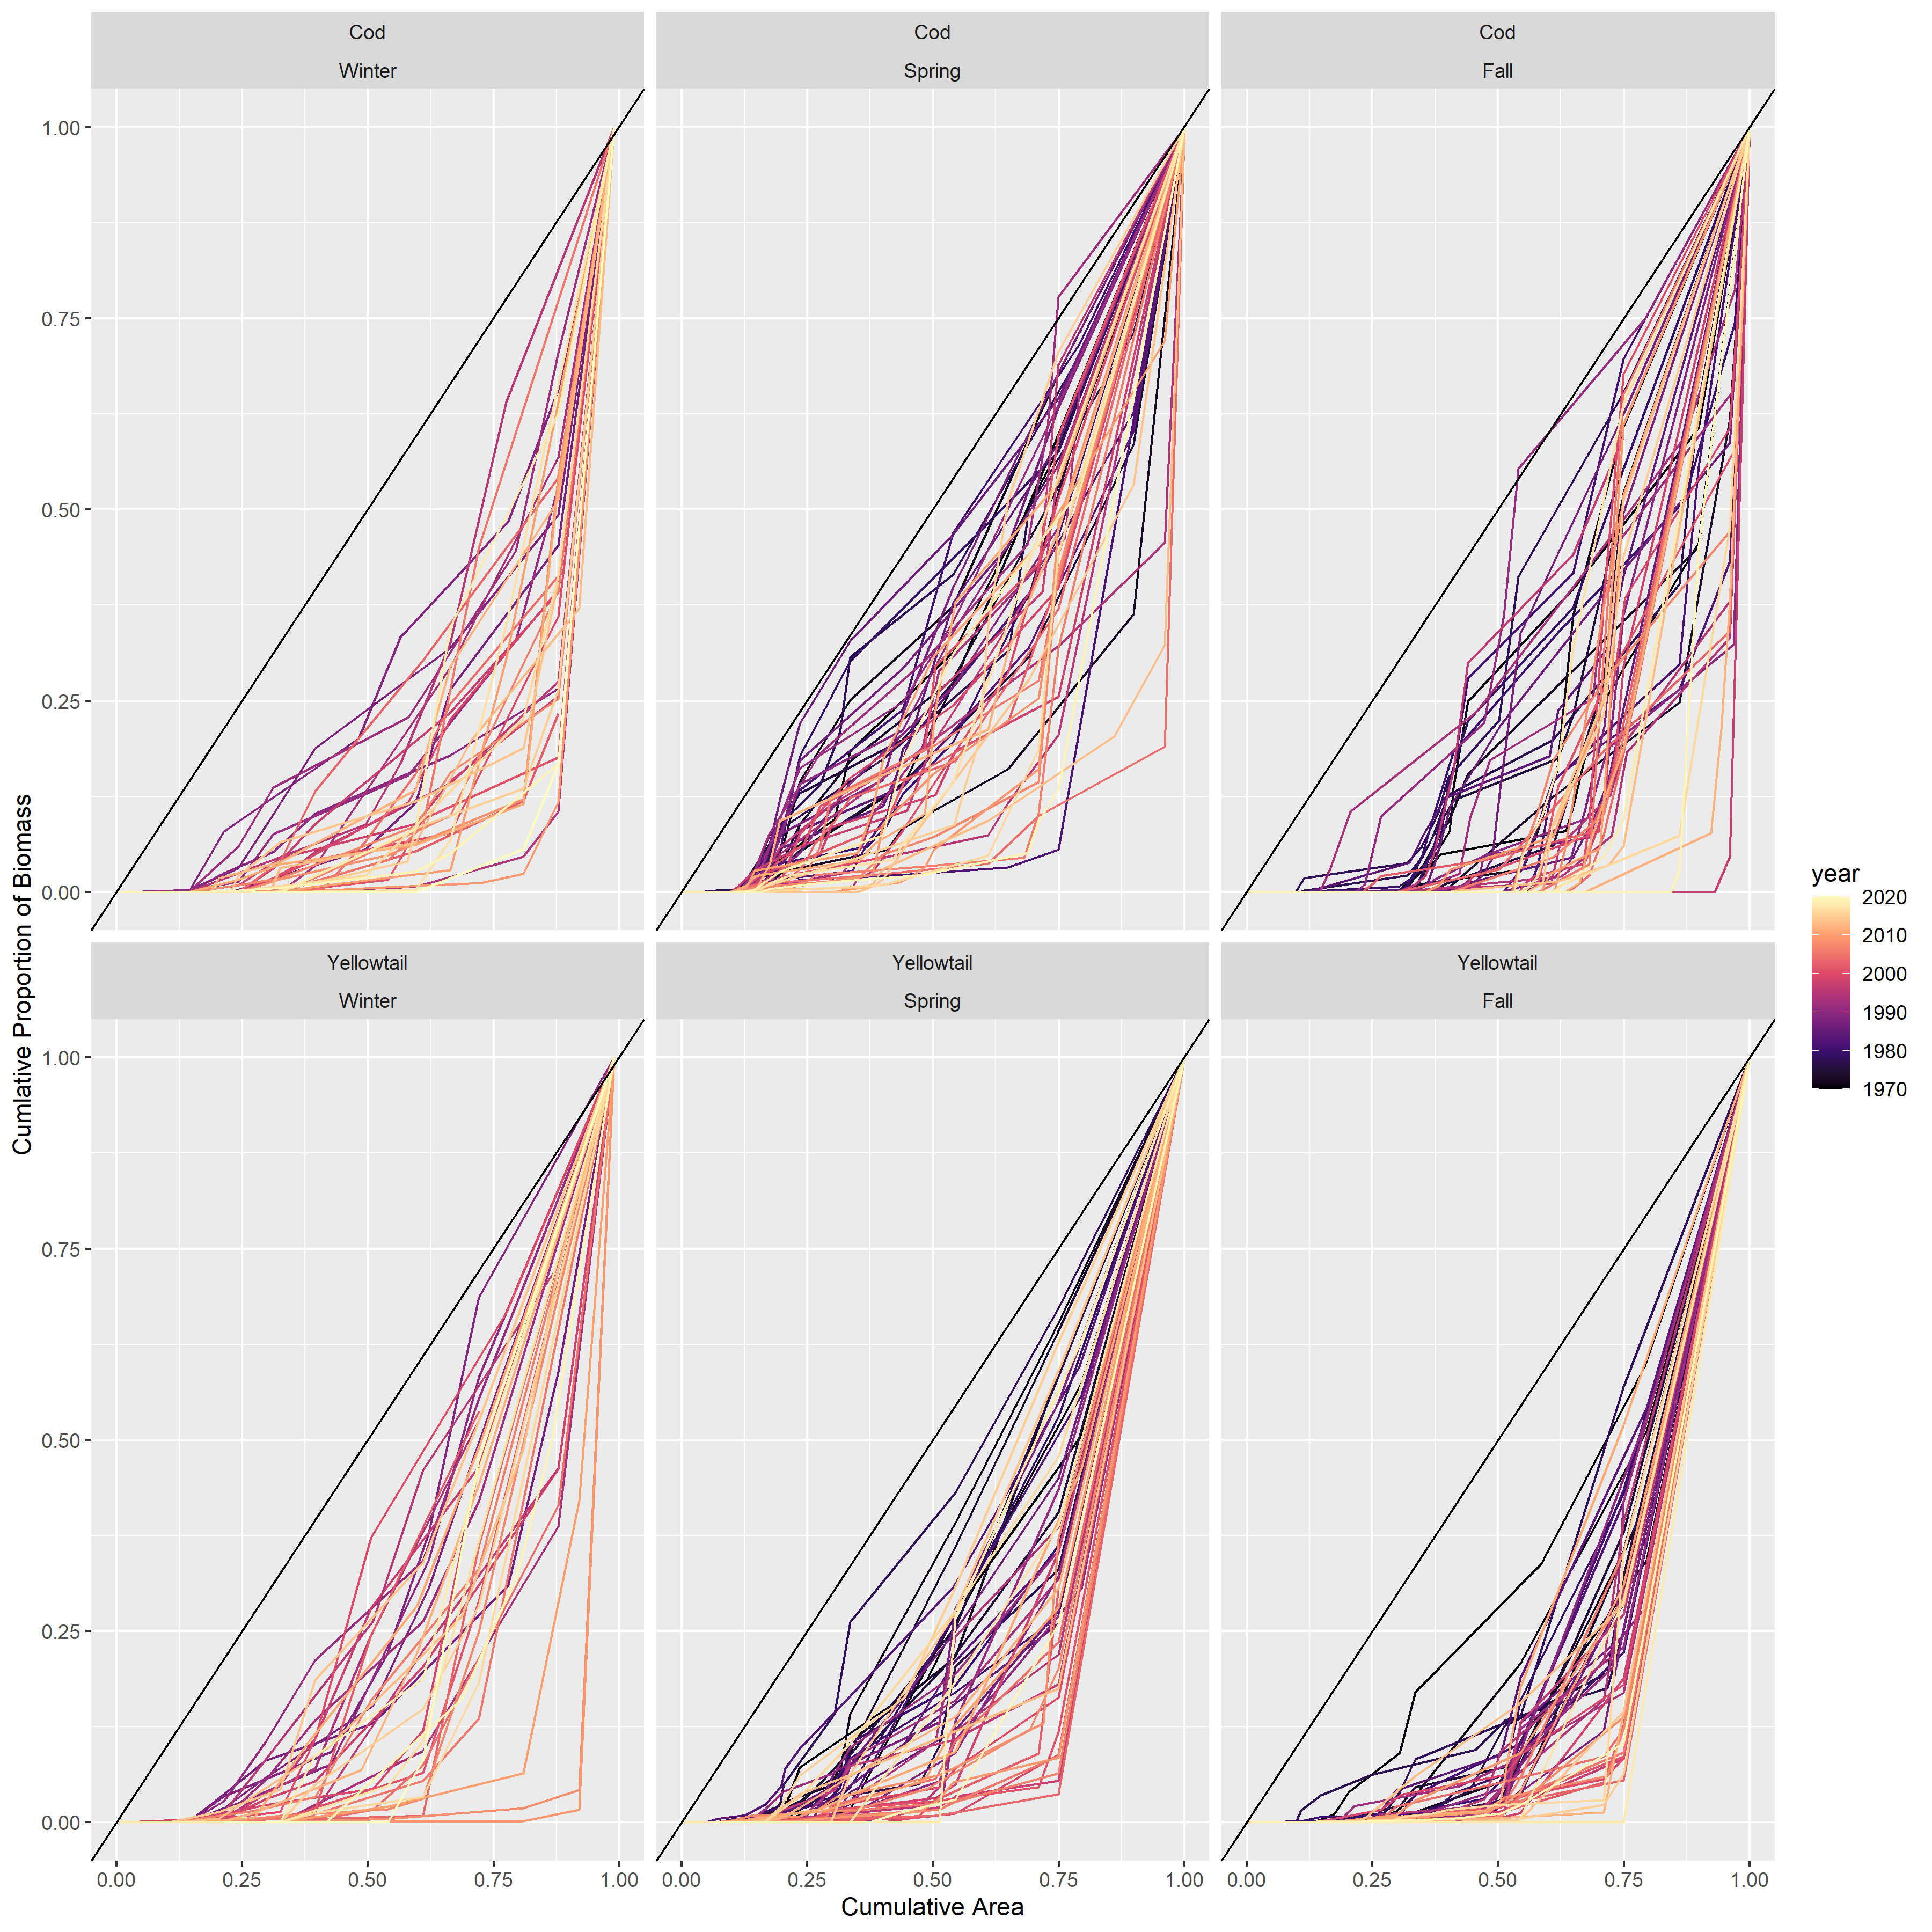 Cod Cod Cod
Winter Spring Fall
1.00
0.75
0.50
0.25
0.00
Yellowtail Yellowtail Yellowtail
Winter Spring Fall
1.00
0.75
0.50
0.25
0.00
0.00 0.25 0.50 0.75 1.00 0.00 0.25 0.50 0.75 1.00 0.00 0.25 0.50 0.75 1.00
Cumulative Area
Cumlative Proportion of Biomass
year
2020
2010
2000
1990
1980
1970